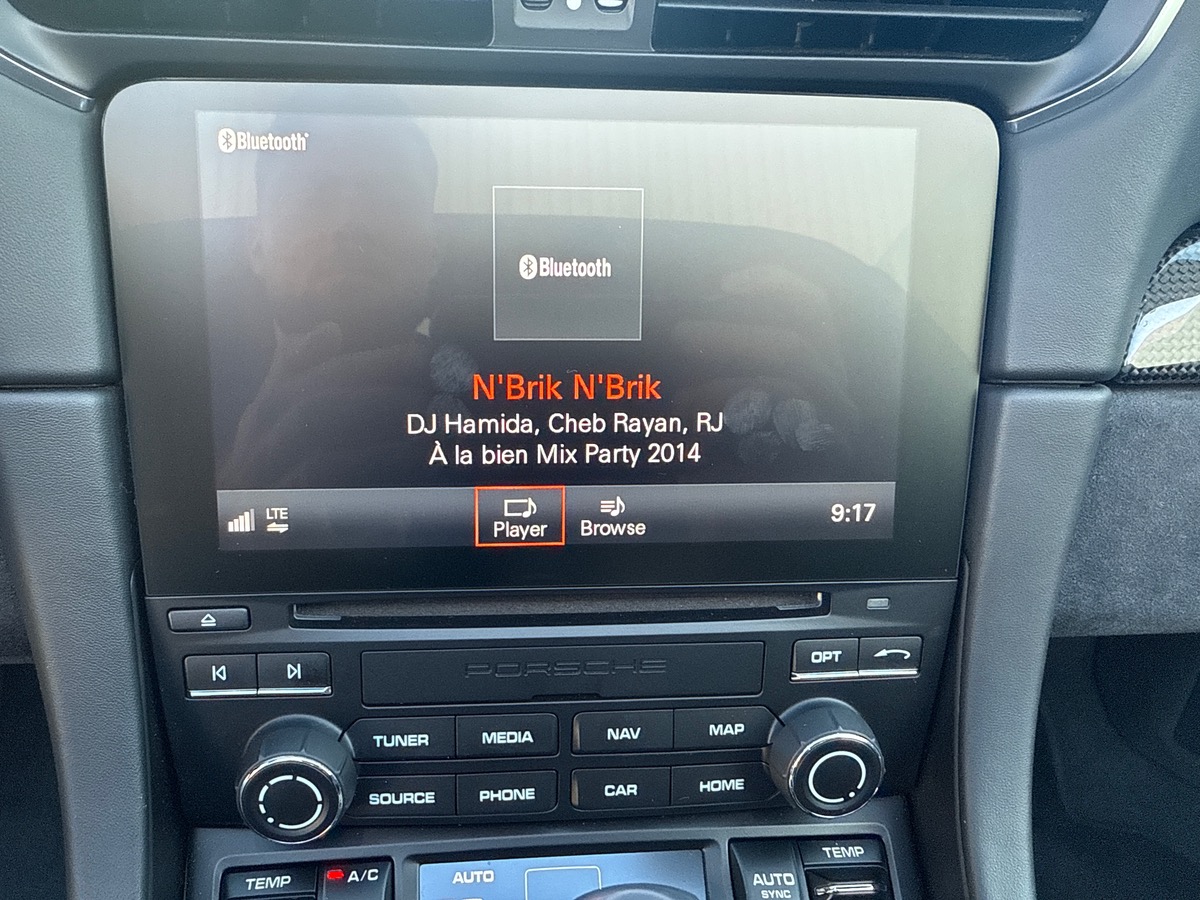 Bluetooth
Bluetooth
N'Brik N'Brik
DJ Hamida, Cheb Rayan, RJ
À la bien Mix Party 2014
LTE
Player
Browse
9:17
PORSCHE
OPT
TUNER
MEDIA
NAV
MAP
SOURCE
PHONE
CAR
HOME
TEMP
A/C
AUTO
AUTO
SYNC
TEMP